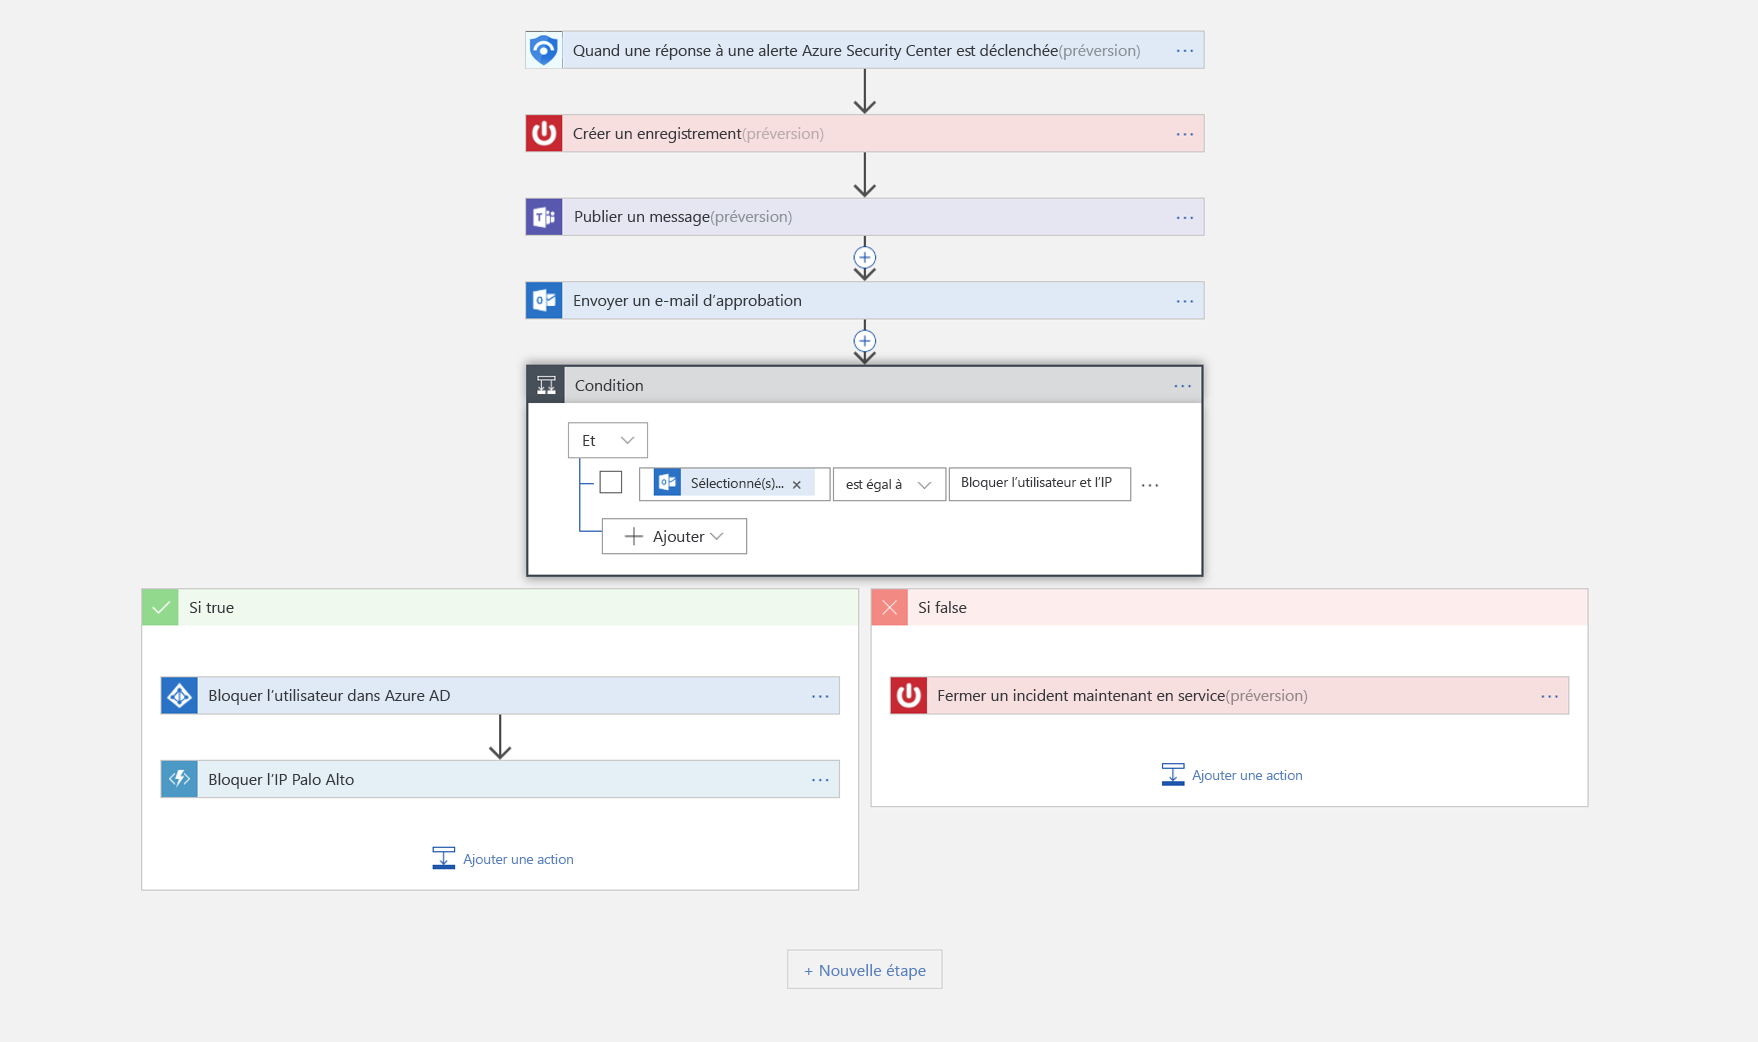 Quand une réponse à une alerte Azure Security Center est déclenchée(préversion)
Créer un enregistrement(préversion)
Publier un message(préversion)
Envoyer un e-mail d’approbation
Condition
Et
Sélectionné(s)... × est égal à Bloquer l’utilisateur et l’IP
Ajouter
Si true
Bloquer l’utilisateur dans Azure AD
Bloquer l’IP Palo Alto
Ajouter une action
Si false
Fermer un incident maintenant en service(préversion)
Ajouter une action
+ Nouvelle étape